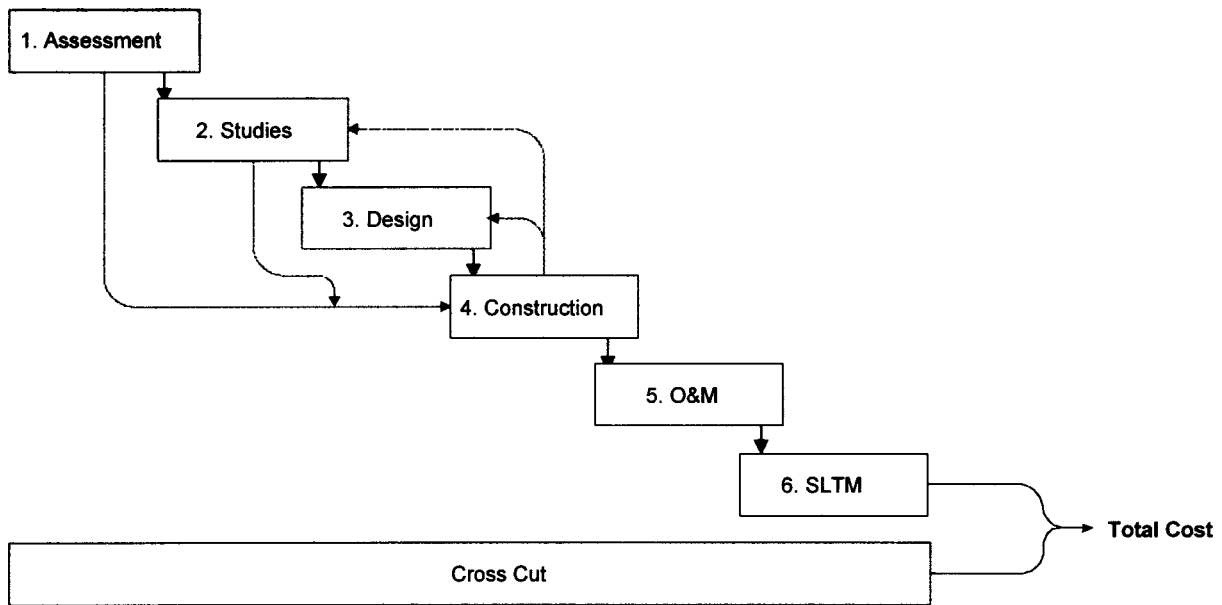 1. Assessment
2. Studies
3. Design
4. Construction
5. O&M
6. SLTM
Total Cost
Cross Cut